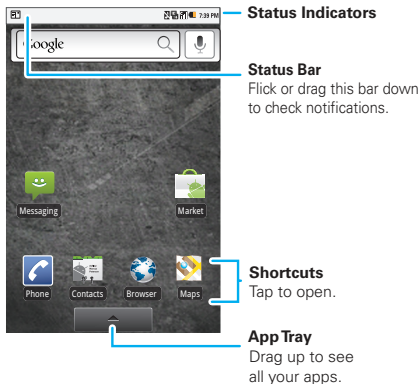 7:39 PM
Status Indicators
Google
Status Bar
Flick or drag this bar down
to check notifications.
Messaging
Market
Phone
Contacts
Browser
Maps
Shortcuts
Tap to open.
App Tray
Drag up to see
all your apps.